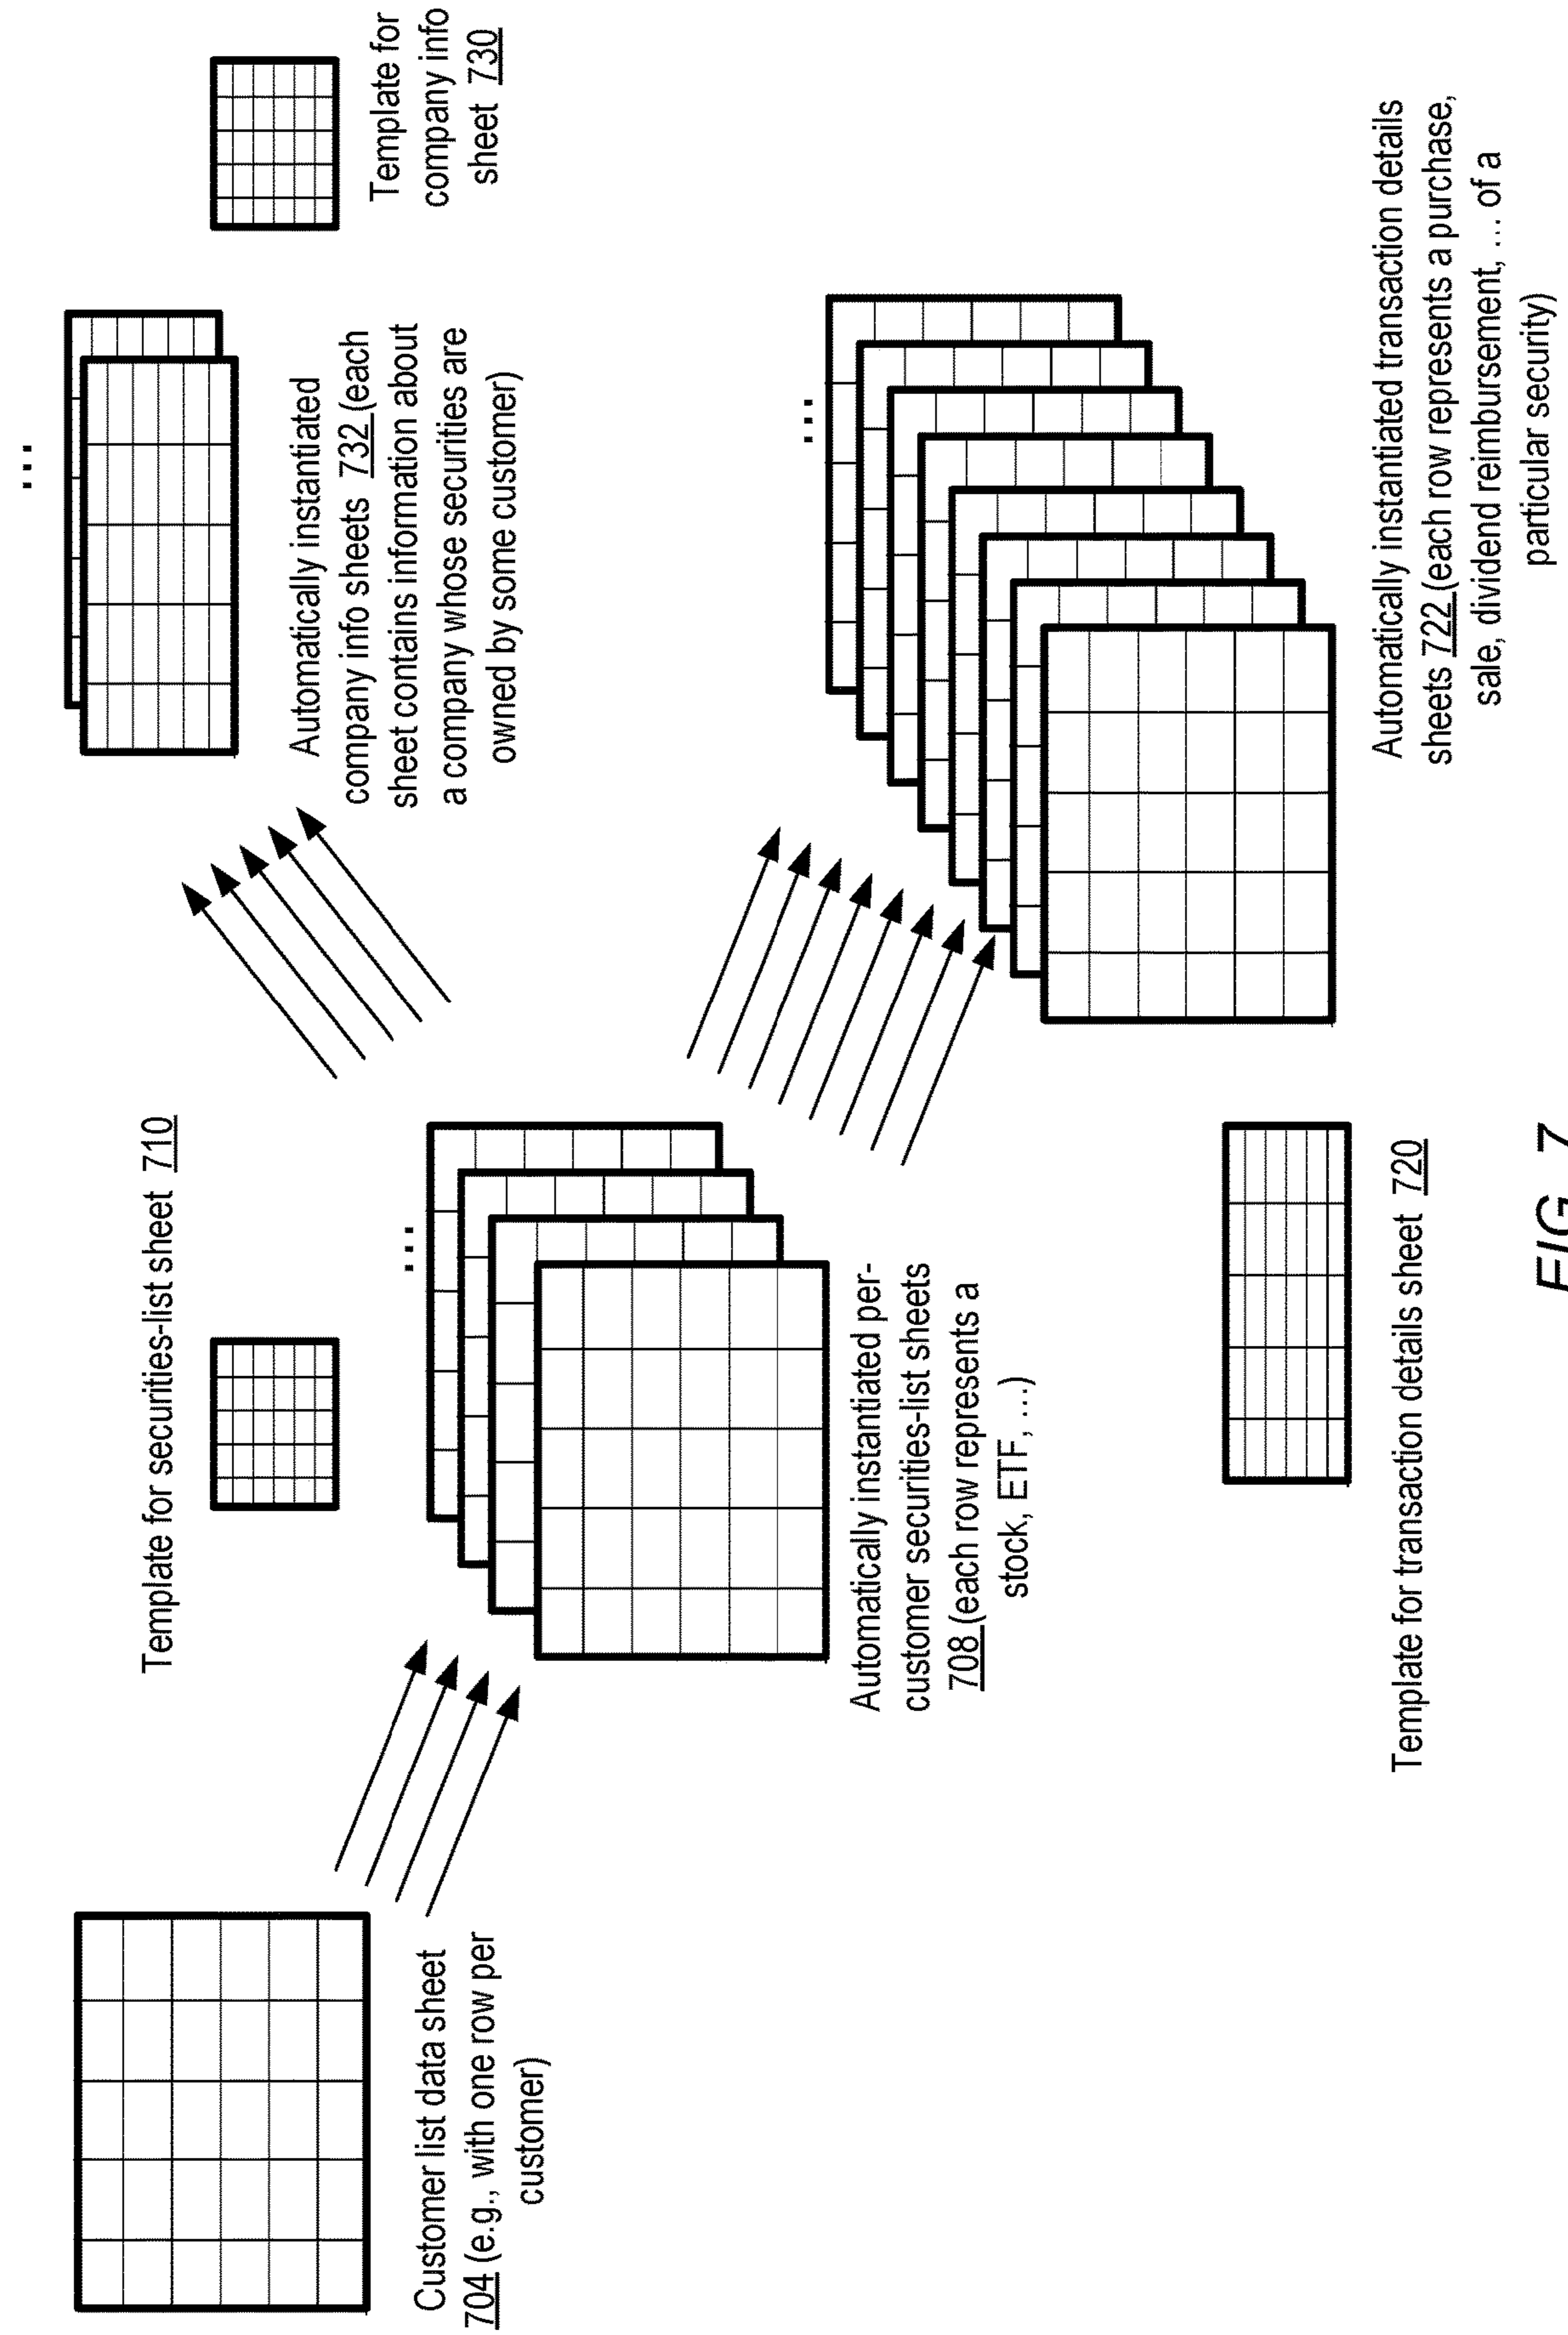 Customer list data sheet
704 (e.g., with one row per
customer)
Template for securities-list sheet 710
...
Automatically instantiated per-
customer securities-list sheets
708 (each row represents a
stock, ETF, ...)
Template for transaction details sheet 720
...
Automatically instantiated
company info sheets 732 (each
sheet contains information about
a company whose securities are
owned by some customer)
Template for
company info
sheet 730
...
Automatically instantiated transaction details
sheets 722 (each row represents a purchase,
sale, dividend reimbursement, ... of a
particular security)
FIG. 7